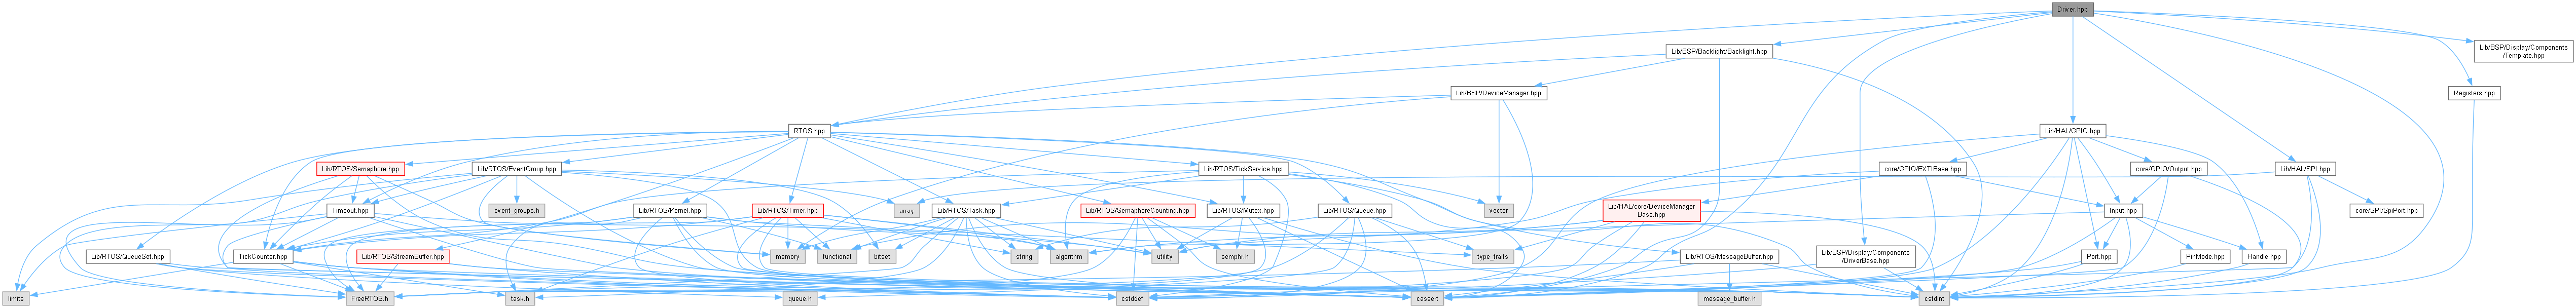 Driver.hpp
Lib/BSP/Backlight/Backlight.hpp
Lib/BSP/Display/Components
/Template.hpp
Lib/BSP/DeviceManager.hpp
Registers.hpp
RTOS.hpp
Lib/HAL/GPIO.hpp
Lib/RTOS/Semaphore.hpp
Lib/RTOS/EventGroup.hpp
Lib/RTOS/TickService.hpp
core/GPIO/EXTIBase.hpp
core/GPIO/Output.hpp
Lib/HAL/SPI.hpp
Timeout.hpp
event_groups.h
Lib/RTOS/Kernel.hpp
Lib/RTOS/Timer.hpp
array
Lib/RTOS/Task.hpp
Lib/RTOS/SemaphoreCounting.hpp
Lib/RTOS/Mutex.hpp
Lib/RTOS/Queue.hpp
vector
Lib/HAL/core/DeviceManager
Base.hpp
Input.hpp
core/SPI/SpiPort.hpp
Lib/RTOS/QueueSet.hpp
TickCounter.hpp
Lib/RTOS/StreamBuffer.hpp
memory
functional
bitset
string
algorithm
utility
semphr.h
type_traits
Lib/RTOS/MessageBuffer.hpp
Lib/BSP/Display/Components
/DriverBase.hpp
Port.hpp
PinMode.hpp
Handle.hpp
limits
FreeRTOS.h
task.h
queue.h
cstddef
cassert
message_buffer.h
cstdint